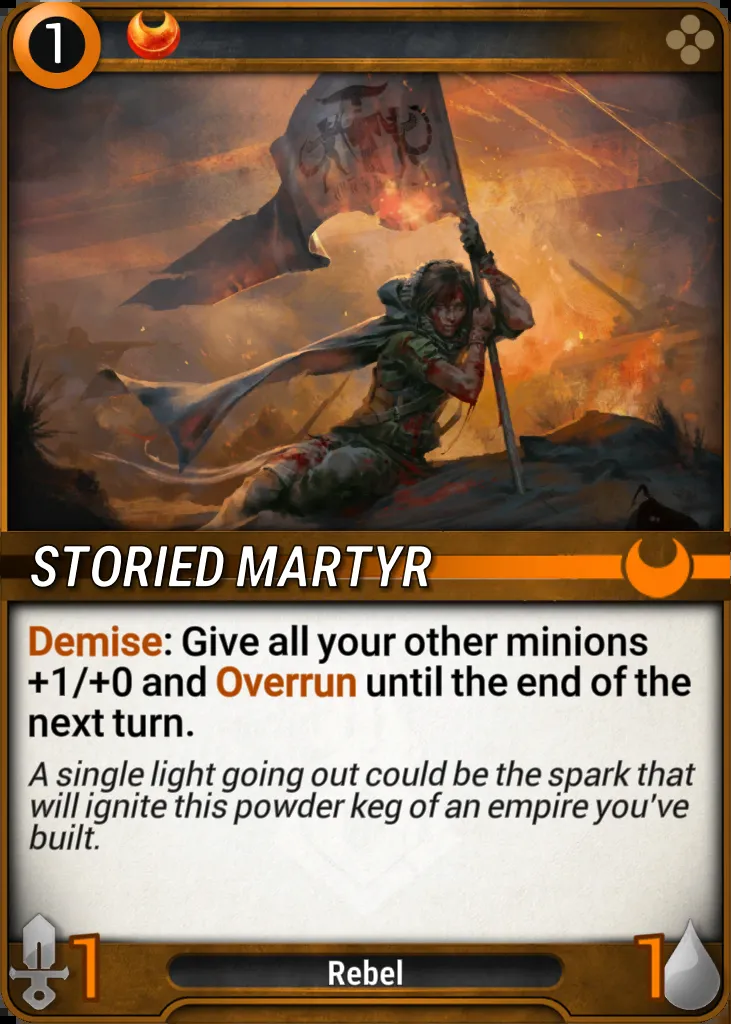 1
STORIED MARTYR
Demise: Give all your other minions
+1/+0 and Overrun until the end of the
next turn.
A single light going out could be the spark that
will ignite this powder keg of an empire you've
built.
1
Rebel
1